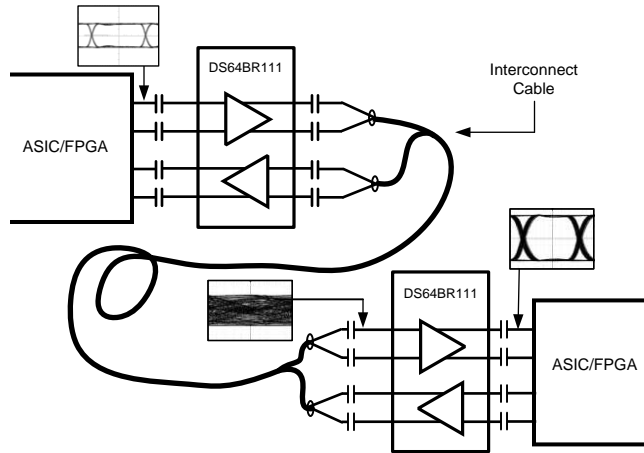 DS64BR111
Interconnect
Cable
ASIC/FPGA
DS64BR111
ASIC/FPGA